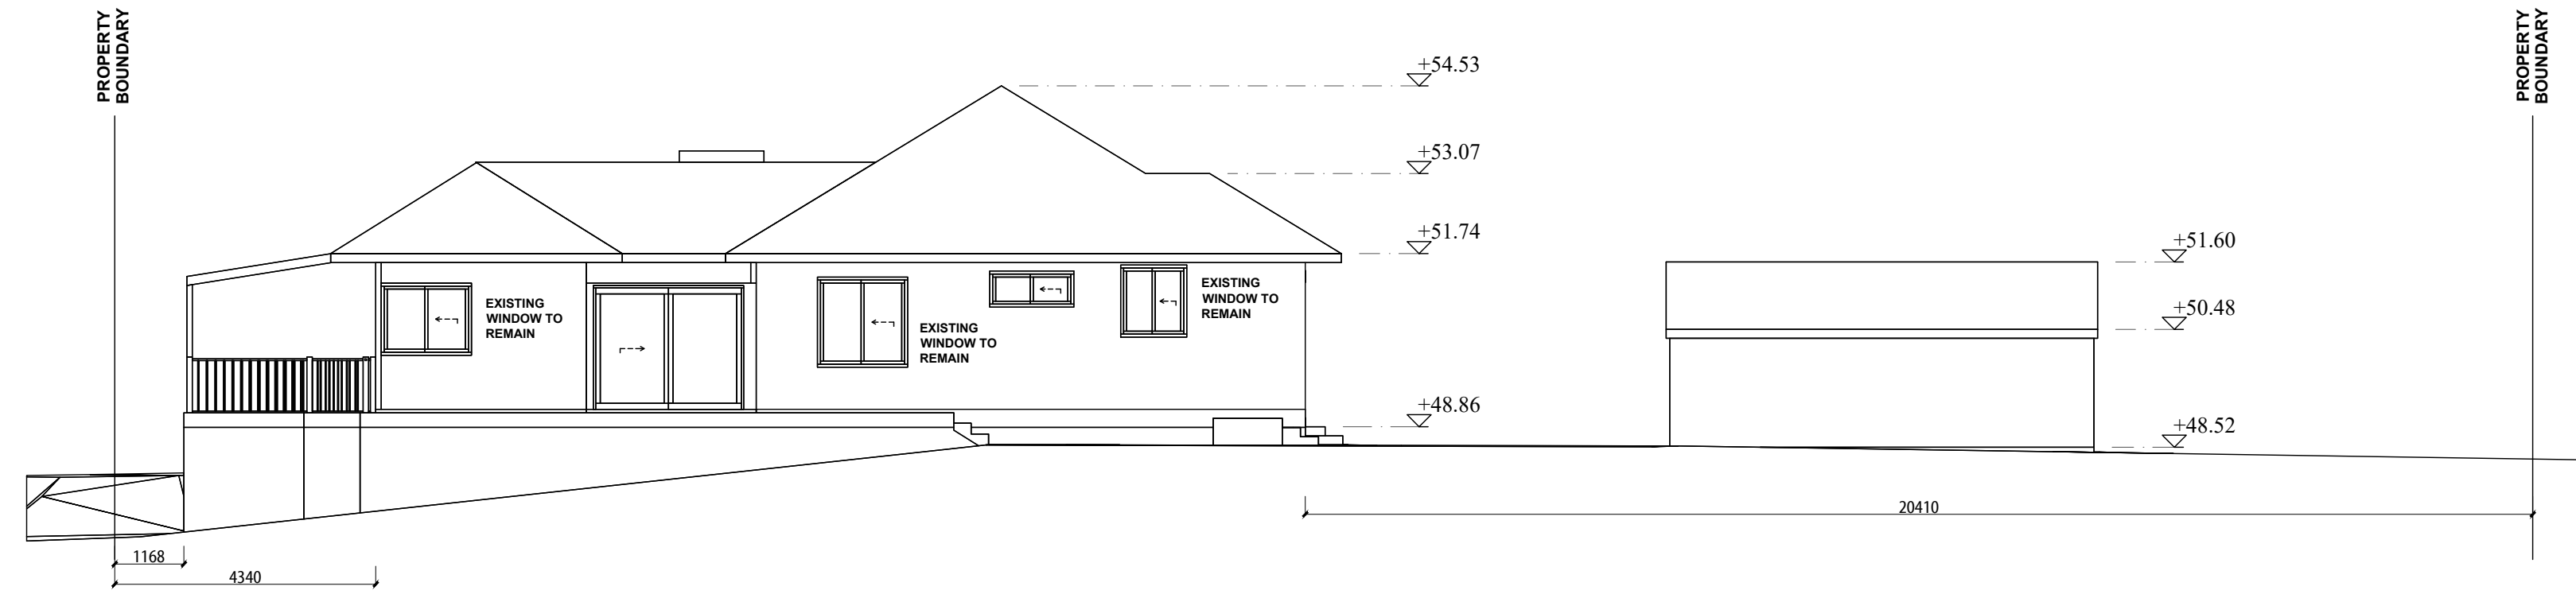 PROPERTY
BOUNDARY
PROPERTY
BOUNDARY
+54.53
+53.07
+51.74
+51.60
+50.48
+48.86
+48.52
EXISTING
WINDOW TO
REMAIN
EXISTING
WINDOW TO
REMAIN
EXISTING
WINDOW TO
REMAIN
20410
1168
4340